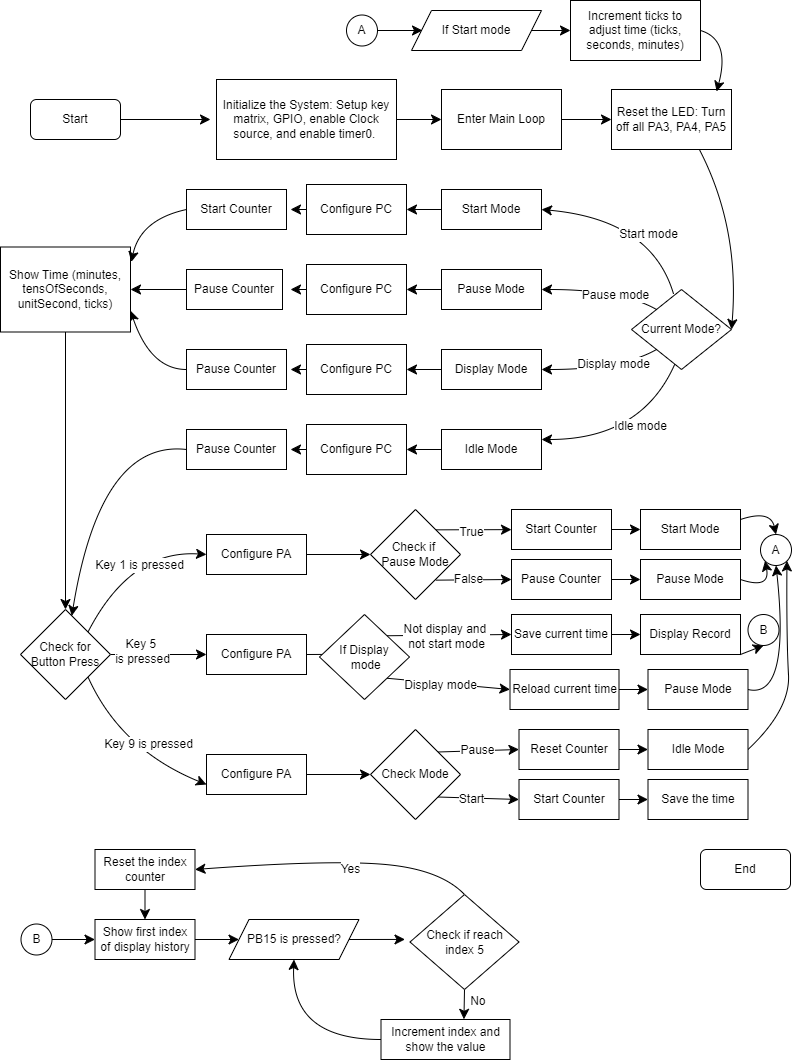 A
If Start mode
Increment ticks to
adjust time (ticks,
seconds, minutes)
Start
Initialize the System: Setup key
matrix, GPIO, enable Clock
source, and enable timer0.
Enter Main Loop
Reset the LED: Turn
off all PA3, PA4, PA5
Start Counter
Configure PC
Start Mode
Start mode
Show Time (minutes,
tensOfSeconds,
unitSecond, ticks)
Pause Counter
Configure PC
Pause Mode
Pause mode
Current Mode?
Pause Counter
Configure PC
Display Mode
Display mode
Pause Counter
Configure PC
Idle Mode
Idle mode
Check for
Button Press
Key 1 is pressed
Configure PA
Check if
Pause Mode
True
Start Counter
Start Mode
False
Pause Counter
Pause Mode
A
Key 5
is pressed
Configure PA
If Display
mode
Not display and
not start mode
Save current time
Display Record
B
Display mode
Reload current time
Pause Mode
Key 9 is pressed
Configure PA
Check Mode
Pause
Reset Counter
Idle Mode
Start
Start Counter
Save the time
End
Reset the index
counter
Yes
B
Show first index
of display history
PB15 is pressed?
Check if reach
index 5
No
Increment index and
show the value